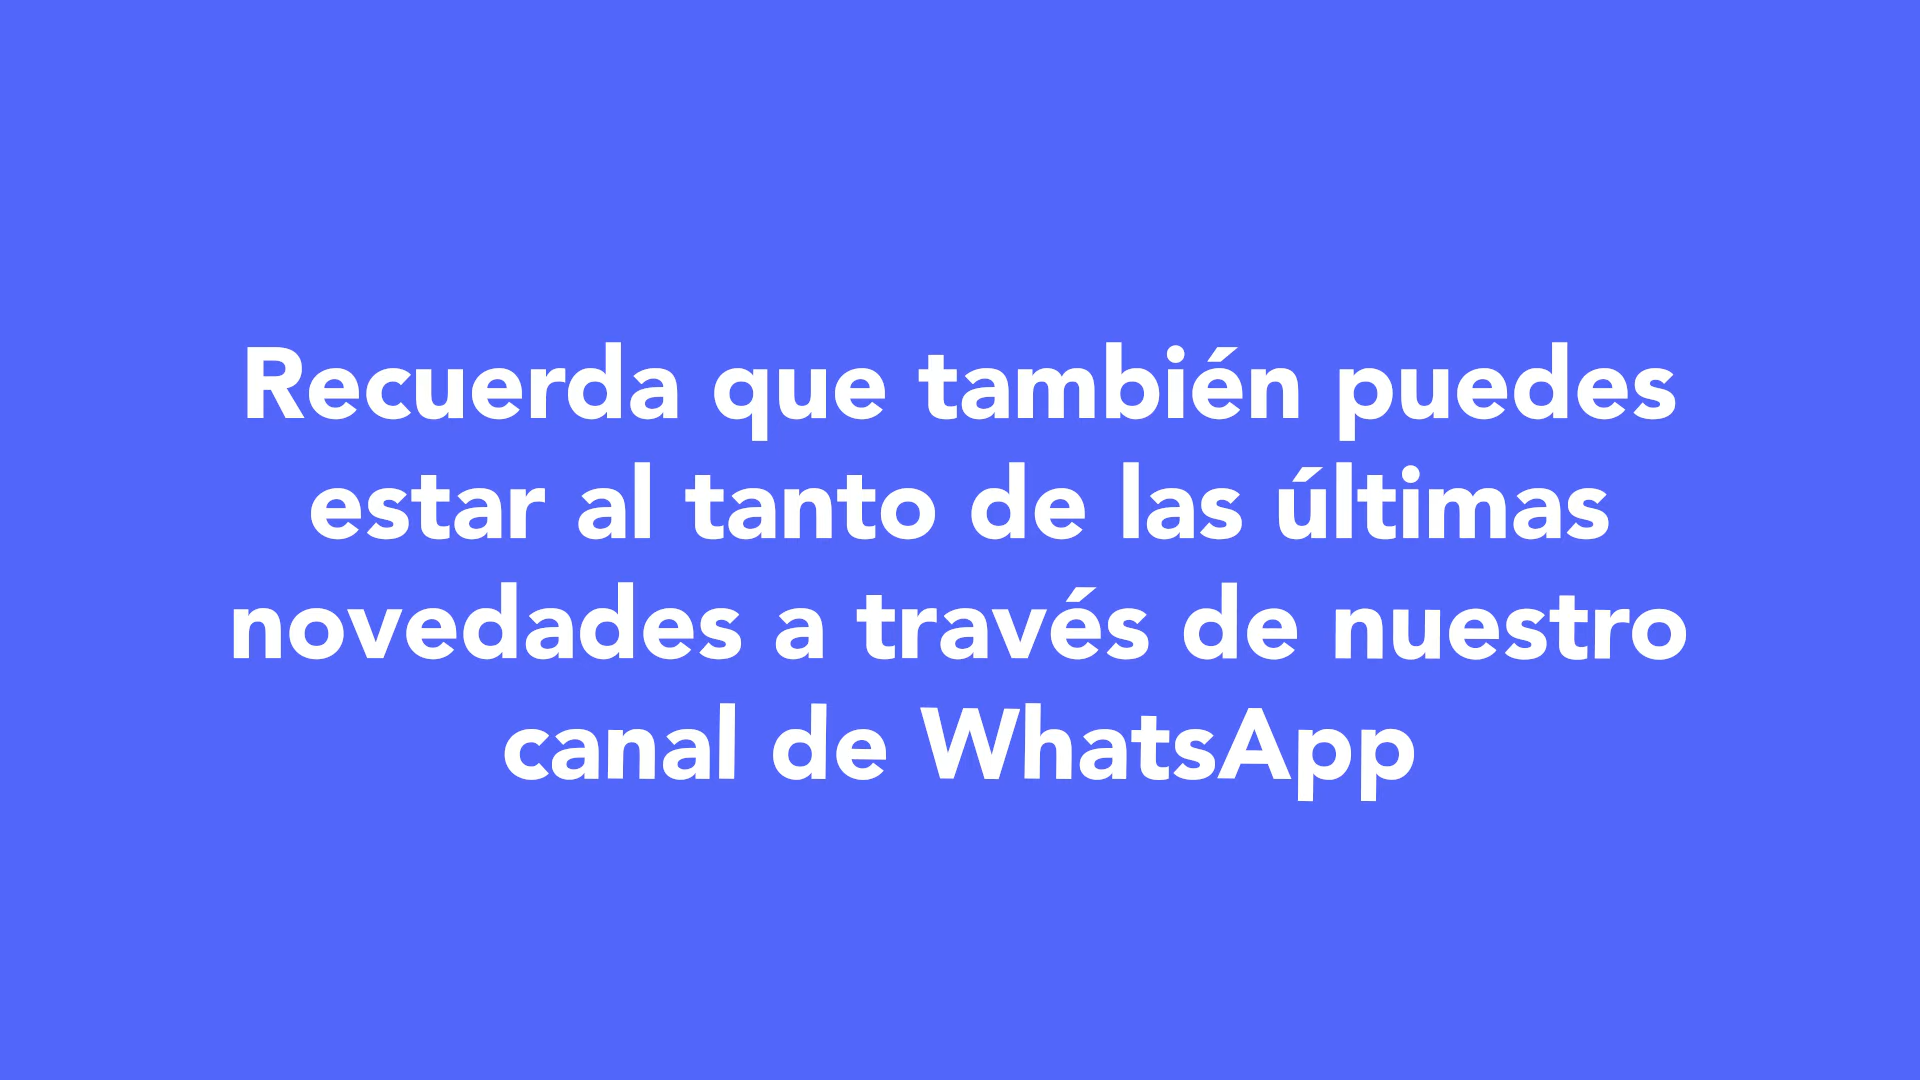 Recuerda que también puedes
estar al tanto de las últimas
novedades a través de nuestro
canal de WhatsApp